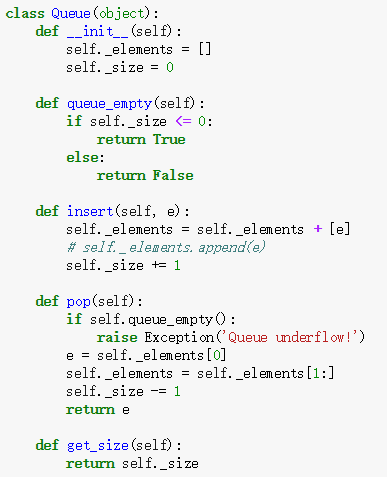 class Queue(object):
    def __init__(self):
        self._elements = []
        self._size = 0

    def queue_empty(self):
        if self._size <= 0:
            return True
        else:
            return False

    def insert(self, e):
        self._elements = self._elements + [e]
        # self._elements.append(e)
        self._size += 1

    def pop(self):
        if self.queue_empty():
            raise Exception('Queue underflow!')
        e = self._elements[0]
        self._elements = self._elements[1:]
        self._size -= 1
        return e

    def get_size(self):
        return self._size